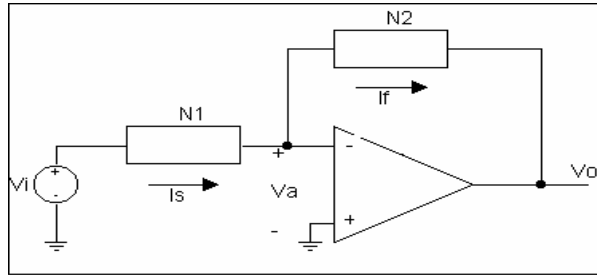 N2
If
N1
+
-
Vo
+
-
Vi
Is
Va
+
-